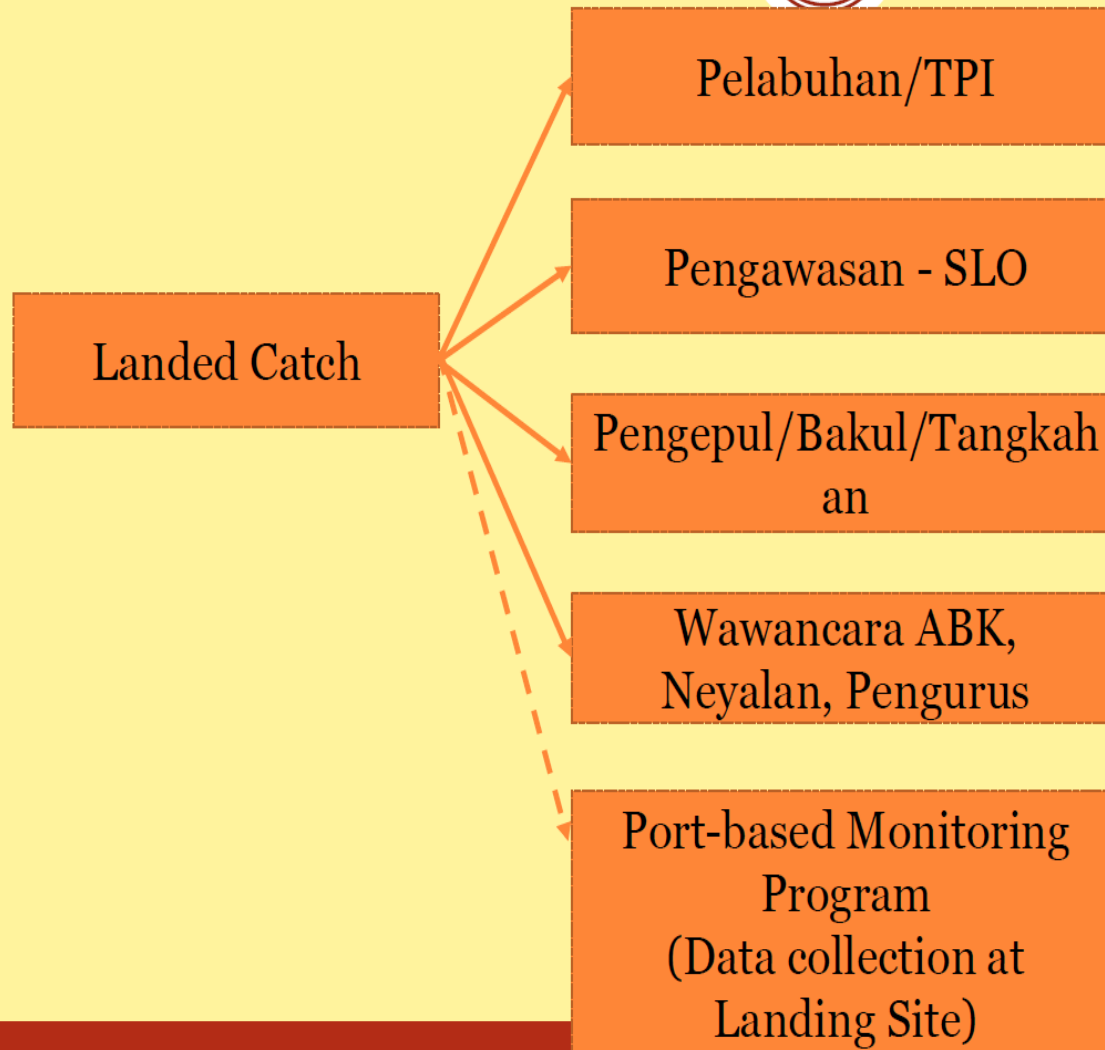 Pelabuhan/TPI
Pengawasan - SLO
Landed Catch
Pengepul/Bakul/Tangkah
an
Wawancara ABK,
Neyalan, Pengurus
Port-based Monitoring
Program
(Data collection at
Landing Site)